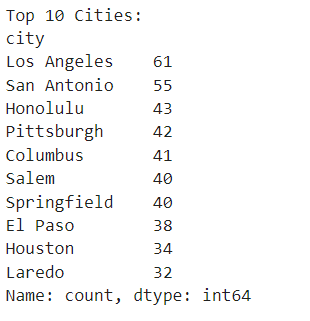 Top 10 Cities:
city
Los Angeles    61
San Antonio    55
Honolulu       43
Pittsburgh     42
Columbus       41
Salem          40
Springfield    40
El Paso        38
Houston        34
Laredo         32
Name: count, dtype: int64